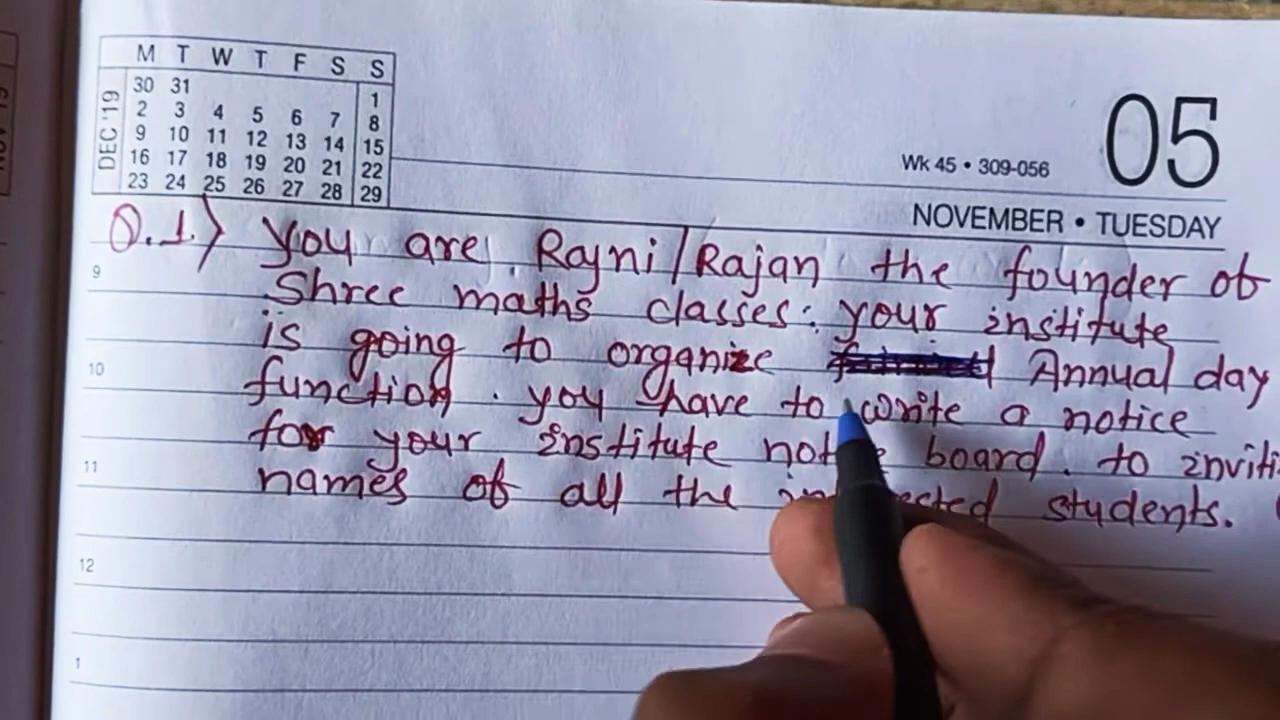 M T W T F S S
30 31 1
2 3 4 5 6 7 8
9 10 11 12 13 14 15
16 17 18 19 20 21 22
23 24 25 26 27 28 29
DEC '19
05
Wk 45 • 309-056
NOVEMBER • TUESDAY
Q.1.) You are Rajni/Rajan the founder of
9
Shree maths classes. your institute
is going to organize Annual day
10
function. you have to write a notice
for your institute board. to
11
names of all the students.
12
1